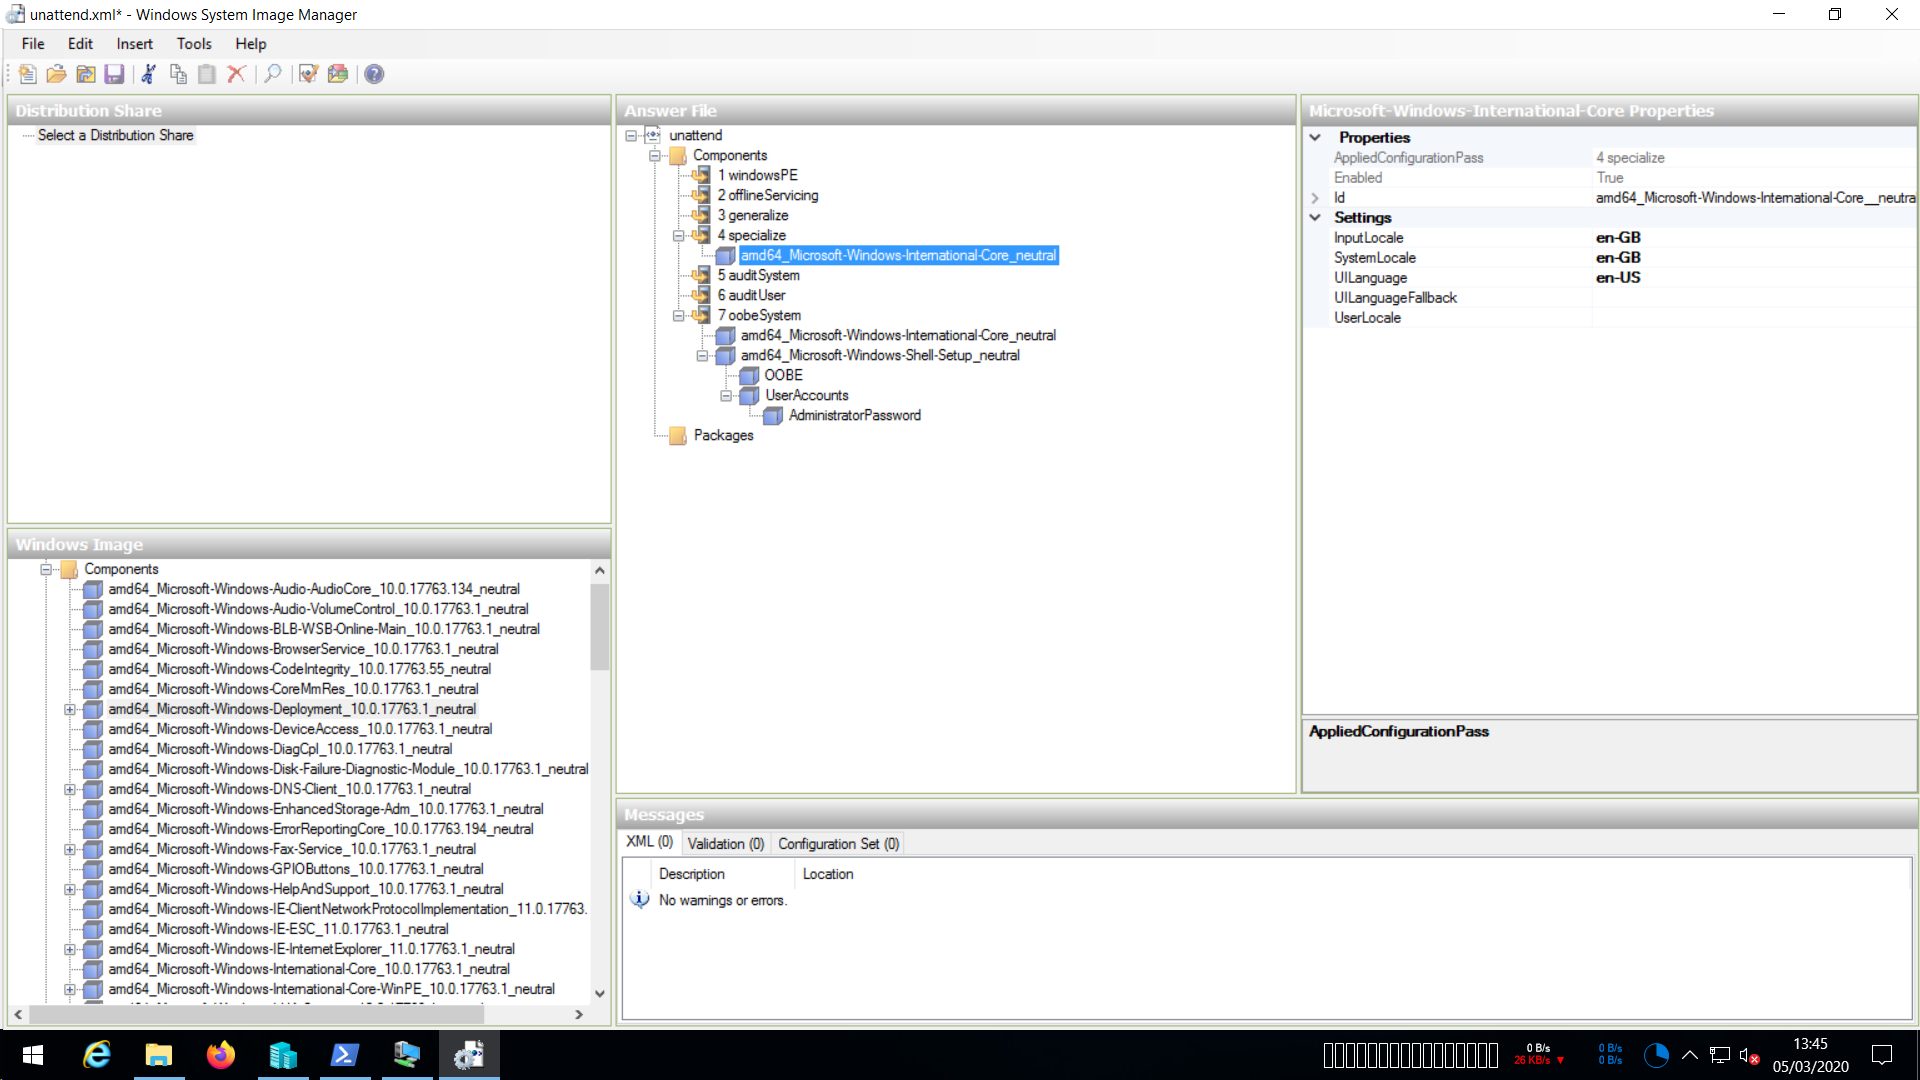 unattend.xml* - Windows System Image Manager
File Edit Insert Tools Help
Distribution Share
Select a Distribution Share
Answer File
unattend
Components
1 windowsPE
2 offlineServicing
3 generalize
4 specialize
amd64_Microsoft-Windows-International-Core_neutral
5 auditSystem
6 auditUser
7 oobeSystem
amd64_Microsoft-Windows-International-Core_neutral
amd64_Microsoft-Windows-Shell-Setup_neutral
OOBE
UserAccounts
AdministratorPassword
Packages
Microsoft-Windows-International-Core Properties
Properties
AppliedConfigurationPass 4 specialize
Enabled True
Id amd64_Microsoft-Windows-International-Core__neutra
Settings
InputLocale en-GB
SystemLocale en-GB
UILanguage en-US
UILanguageFallback
UserLocale
AppliedConfigurationPass
Windows Image
Components
amd64_Microsoft-Windows-Audio-AudioCore_10.0.17763.134_neutral
amd64_Microsoft-Windows-Audio-VolumeControl_10.0.17763.1_neutral
amd64_Microsoft-Windows-BLB-WSB-Online-Main_10.0.17763.1_neutral
amd64_Microsoft-Windows-BrowserService_10.0.17763.1_neutral
amd64_Microsoft-Windows-CodeIntegrity_10.0.17763.55_neutral
amd64_Microsoft-Windows-CoreMmRes_10.0.17763.1_neutral
amd64_Microsoft-Windows-Deployment_10.0.17763.1_neutral
amd64_Microsoft-Windows-DeviceAccess_10.0.17763.1_neutral
amd64_Microsoft-Windows-DiagCpl_10.0.17763.1_neutral
amd64_Microsoft-Windows-Disk-Failure-Diagnostic-Module_10.0.17763.1_neutral
amd64_Microsoft-Windows-DNS-Client_10.0.17763.1_neutral
amd64_Microsoft-Windows-EnhancedStorage-Adm_10.0.17763.1_neutral
amd64_Microsoft-Windows-ErrorReportingCore_10.0.17763.194_neutral
amd64_Microsoft-Windows-Fax-Service_10.0.17763.1_neutral
amd64_Microsoft-Windows-GPIOButtons_10.0.17763.1_neutral
amd64_Microsoft-Windows-HelpAndSupport_10.0.17763.1_neutral
amd64_Microsoft-Windows-IE-ClientNetworkProtocolImplementation_11.0.17763.
amd64_Microsoft-Windows-IE-ESC_11.0.17763.1_neutral
amd64_Microsoft-Windows-IE-InternetExplorer_11.0.17763.1_neutral
amd64_Microsoft-Windows-International-Core_10.0.17763.1_neutral
amd64_Microsoft-Windows-International-Core-WinPE_10.0.17763.1_neutral
Messages
XML (0) Validation (0) Configuration Set (0)
Description Location
No warnings or errors.
0 B/s 0 B/s 13:45
26 KB/s 0 B/s 05/03/2020